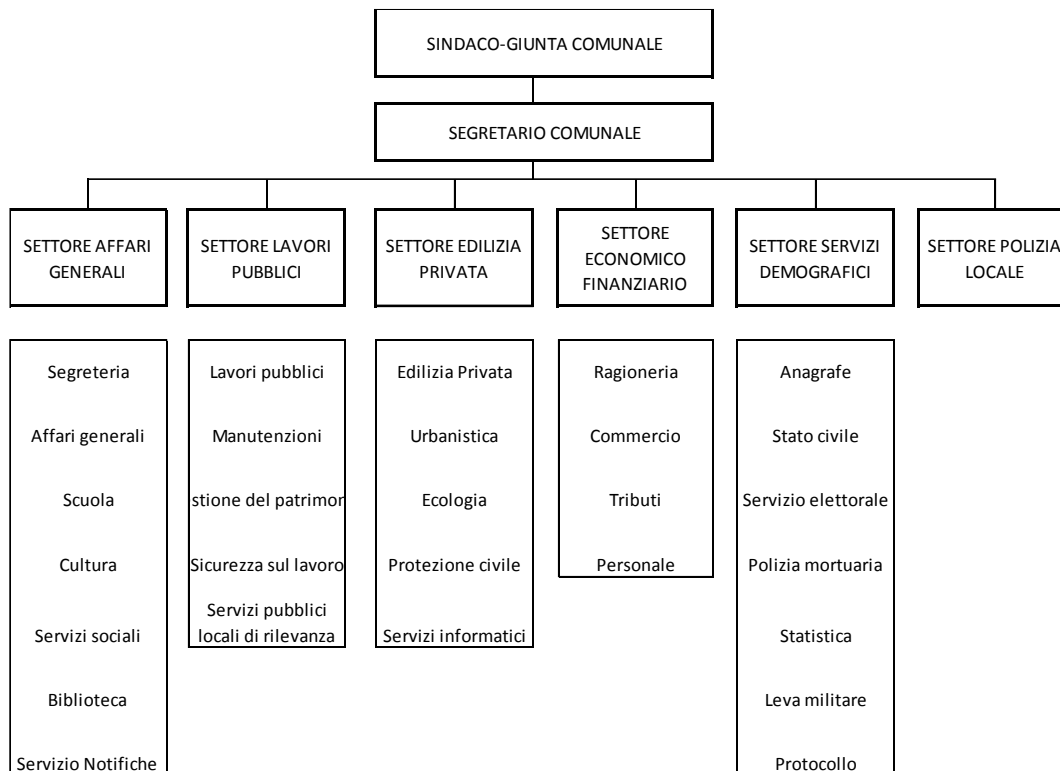 SINDACO-GIUNTA COMUNALE
SEGRETARIO COMUNALE
SETTORE AFFARI
GENERALI
SETTORE LAVORI
PUBBLICI
SETTORE EDILIZIA
PRIVATA
SETTORE
ECONOMICO
FINANZIARIO
SETTORE SERVIZI
DEMOGRAFICI
SETTORE POLIZIA
LOCALE
Segreteria
Affari generali
Scuola
Cultura
Servizi sociali
Biblioteca
Servizio Notifiche
Lavori pubblici
Manutenzioni
stione del patrimon
Sicurezza sul lavoro
Servizi pubblici
locali di rilevanza
Edilizia Privata
Urbanistica
Ecologia
Protezione civile
Servizi informatici
Ragioneria
Commercio
Tributi
Personale
Anagrafe
Stato civile
Servizio elettorale
Polizia mortuaria
Statistica
Leva militare
Protocollo